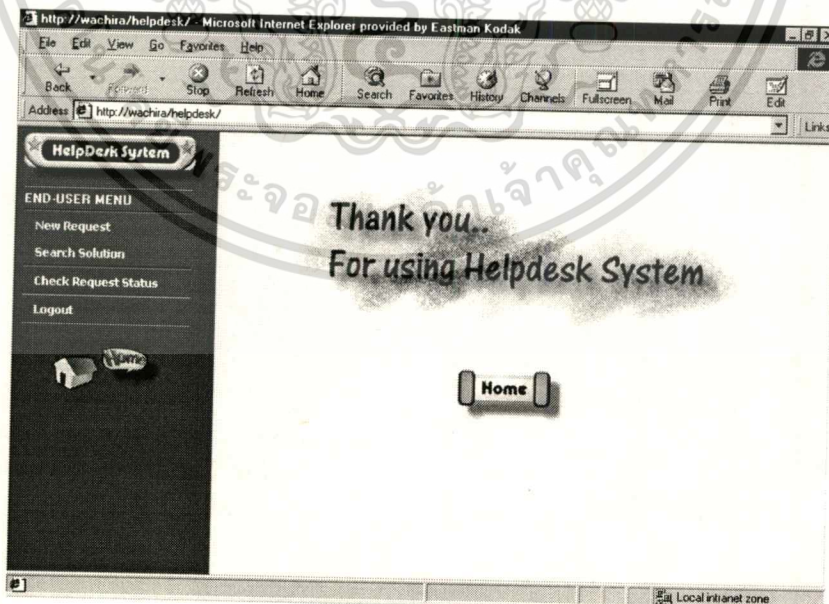 http://wachira/helpdesk/ - Microsoft Internet Explorer provided by Eastman Kodak
File Edit View Go Favorites Help
Back Forward Stop Refresh Home Search Favorites History Channels Fullscreen Mail Print Edit
Address http://wachira/helpdesk/ Links
HelpDesk System
END-USER MENU
New Request
Search Solution
Check Request Status
Logout
Home
Thank you..
For using Helpdesk System
Home
Local intranet zone